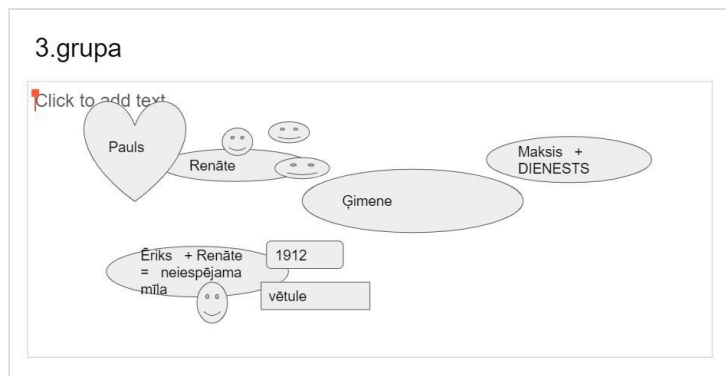 3.grupa
Click to add text
Pauls
Renāte
Maksis + 
DIENESTS
Ģimene
Ēriks + Renāte
= neiespējama
mīla
1912
vētule